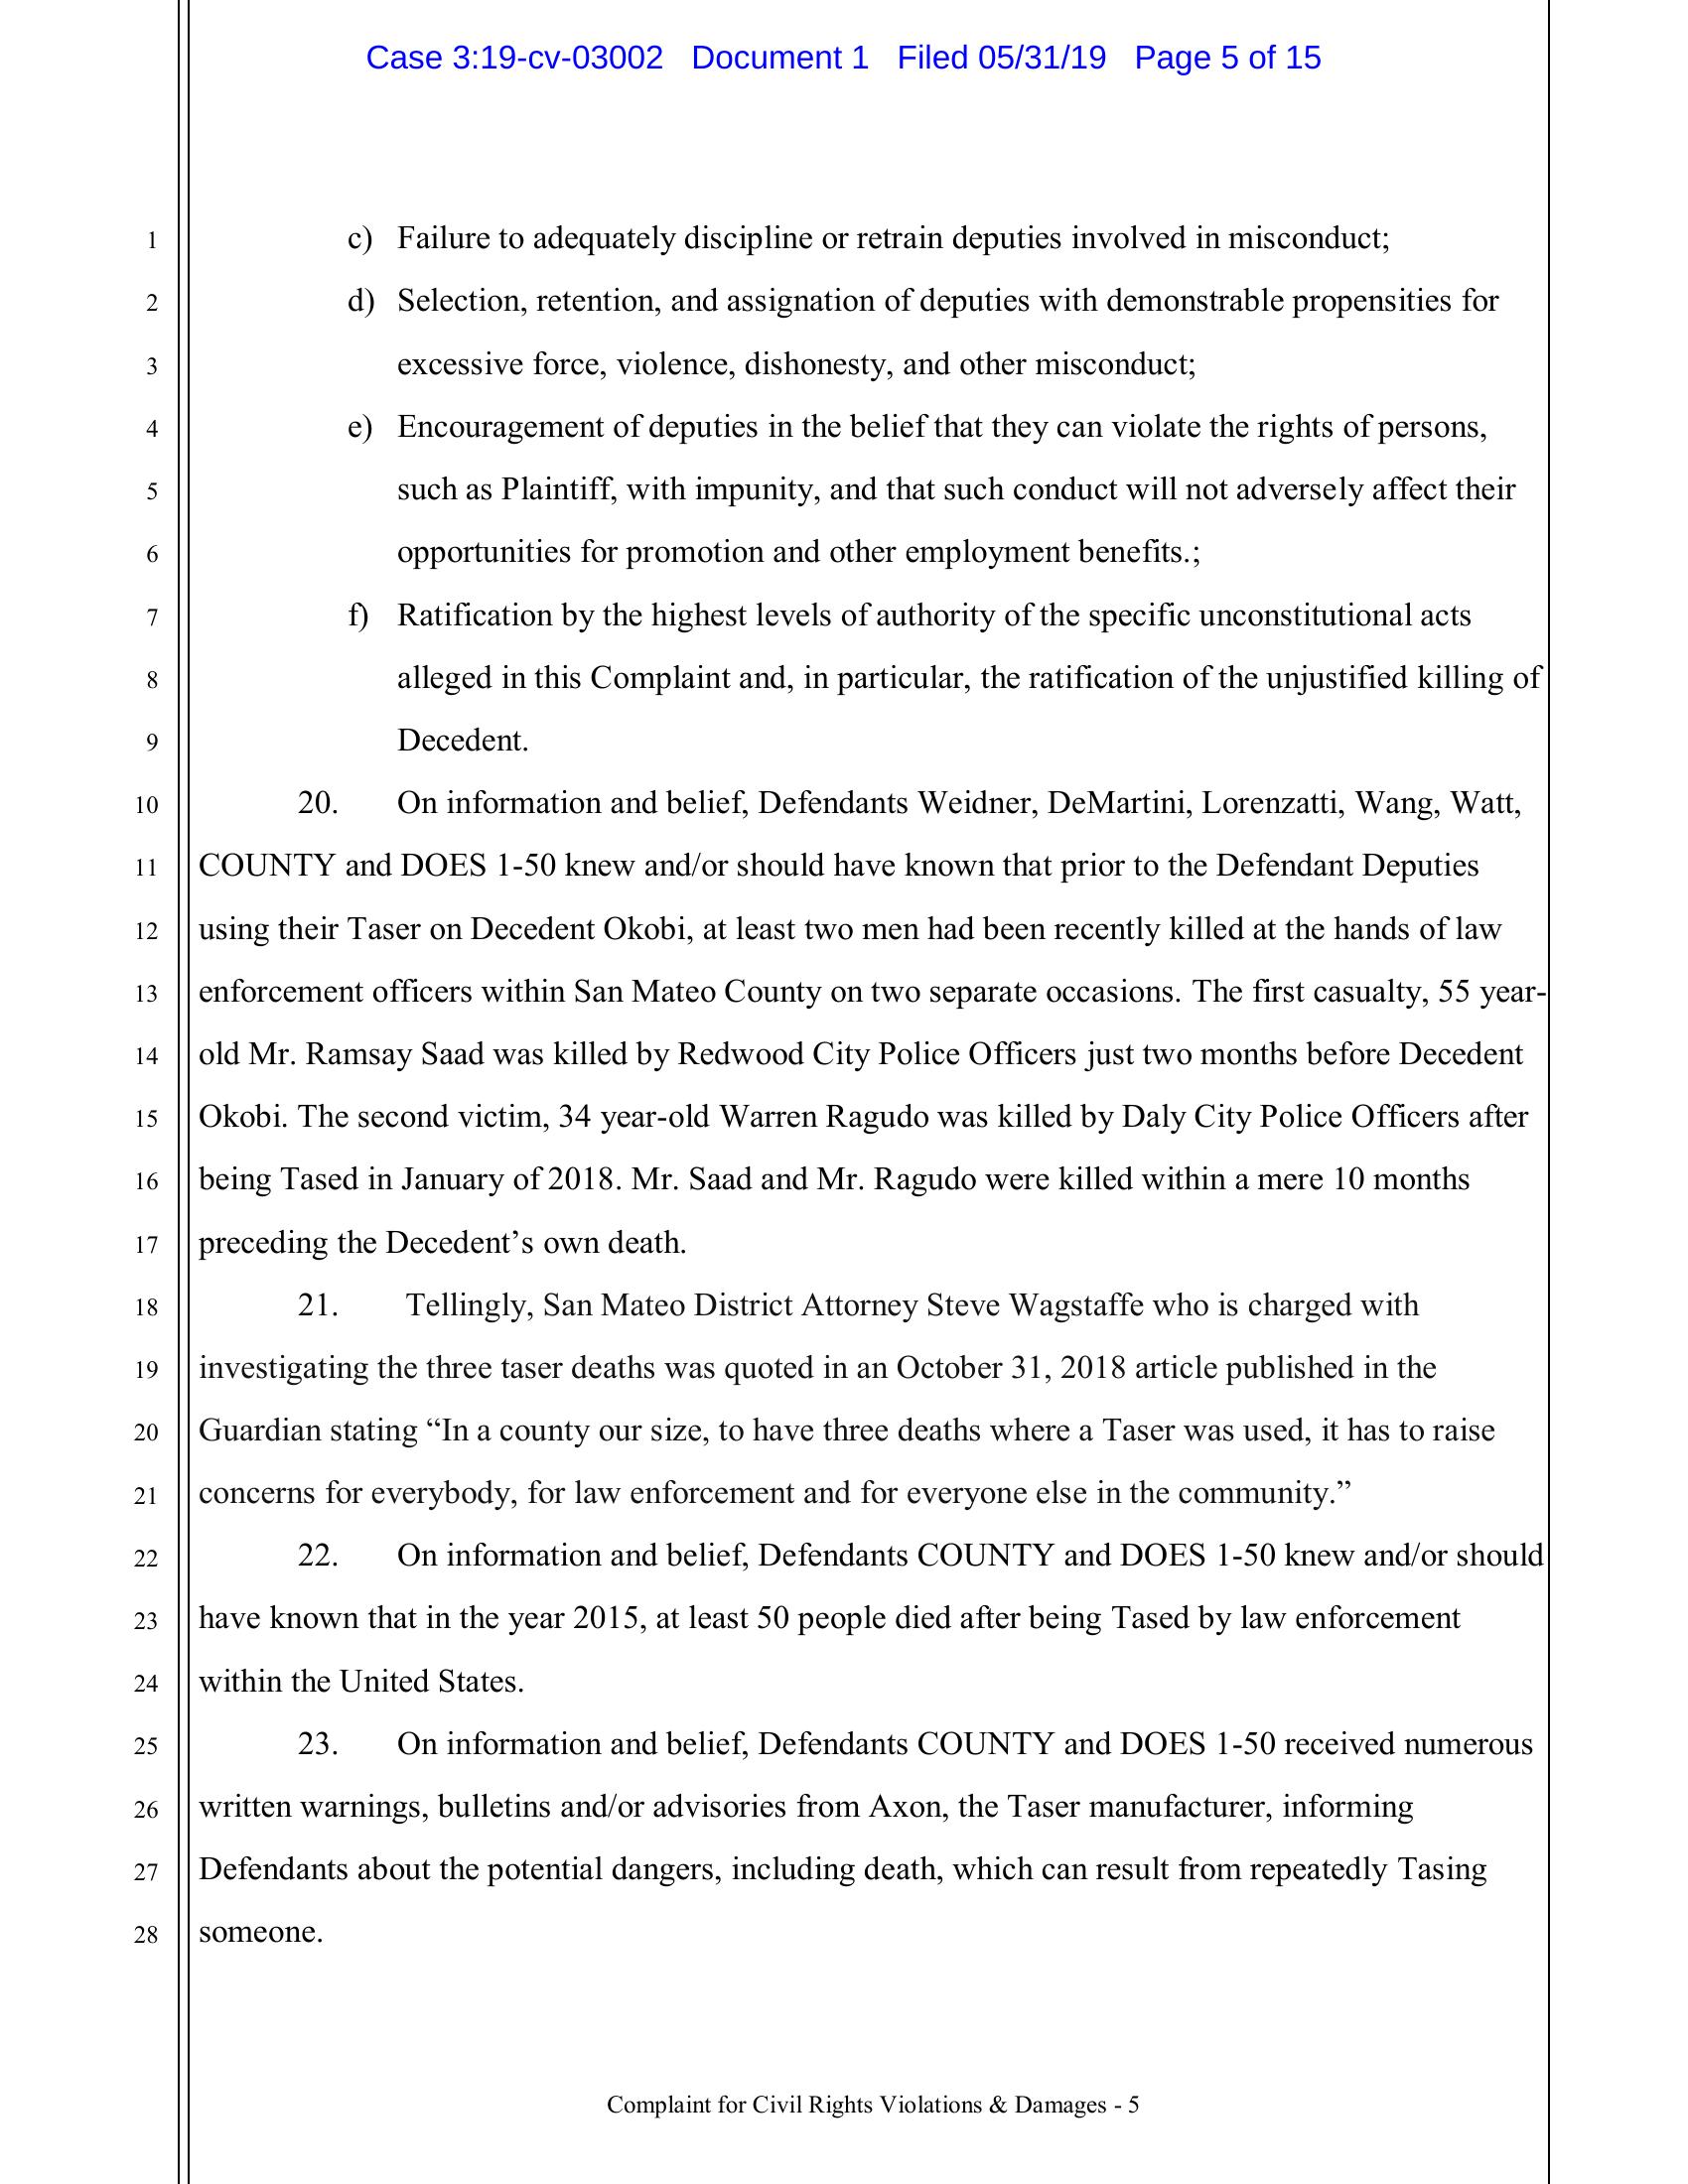 Case 3:19-cv-03002 Document 1 Filed 05/31/19 Page 5 of 15
1 c) Failure to adequately discipline or retrain deputies involved in misconduct;
2 d) Selection, retention, and assignation of deputies with demonstrable propensities for
3 excessive force, violence, dishonesty, and other misconduct;
4 e) Encouragement of deputies in the belief that they can violate the rights of persons,
5 such as Plaintiff, with impunity, and that such conduct will not adversely affect their
6 opportunities for promotion and other employment benefits.;
7 f) Ratification by the highest levels of authority of the specific unconstitutional acts
8 alleged in this Complaint and, in particular, the ratification of the unjustified killing of
9 Decedent.
10 20. On information and belief, Defendants Weidner, DeMartini, Lorenzatti, Wang, Watt,
11 COUNTY and DOES 1-50 knew and/or should have known that prior to the Defendant Deputies
12 using their Taser on Decedent Okobi, at least two men had been recently killed at the hands of law
13 enforcement officers within San Mateo County on two separate occasions. The first casualty, 55 year-
14 old Mr. Ramsay Saad was killed by Redwood City Police Officers just two months before Decedent
15 Okobi. The second victim, 34 year-old Warren Ragudo was killed by Daly City Police Officers after
16 being Tased in January of 2018. Mr. Saad and Mr. Ragudo were killed within a mere 10 months
17 preceding the Decedent’s own death.
18 21. Tellingly, San Mateo District Attorney Steve Wagstaffe who is charged with
19 investigating the three taser deaths was quoted in an October 31, 2018 article published in the
20 Guardian stating “In a county our size, to have three deaths where a Taser was used, it has to raise
21 concerns for everybody, for law enforcement and for everyone else in the community.”
22 22. On information and belief, Defendants COUNTY and DOES 1-50 knew and/or should
23 have known that in the year 2015, at least 50 people died after being Tased by law enforcement
24 within the United States.
25 23. On information and belief, Defendants COUNTY and DOES 1-50 received numerous
26 written warnings, bulletins and/or advisories from Axon, the Taser manufacturer, informing
27 Defendants about the potential dangers, including death, which can result from repeatedly Tasing
28 someone.
Complaint for Civil Rights Violations & Damages - 5